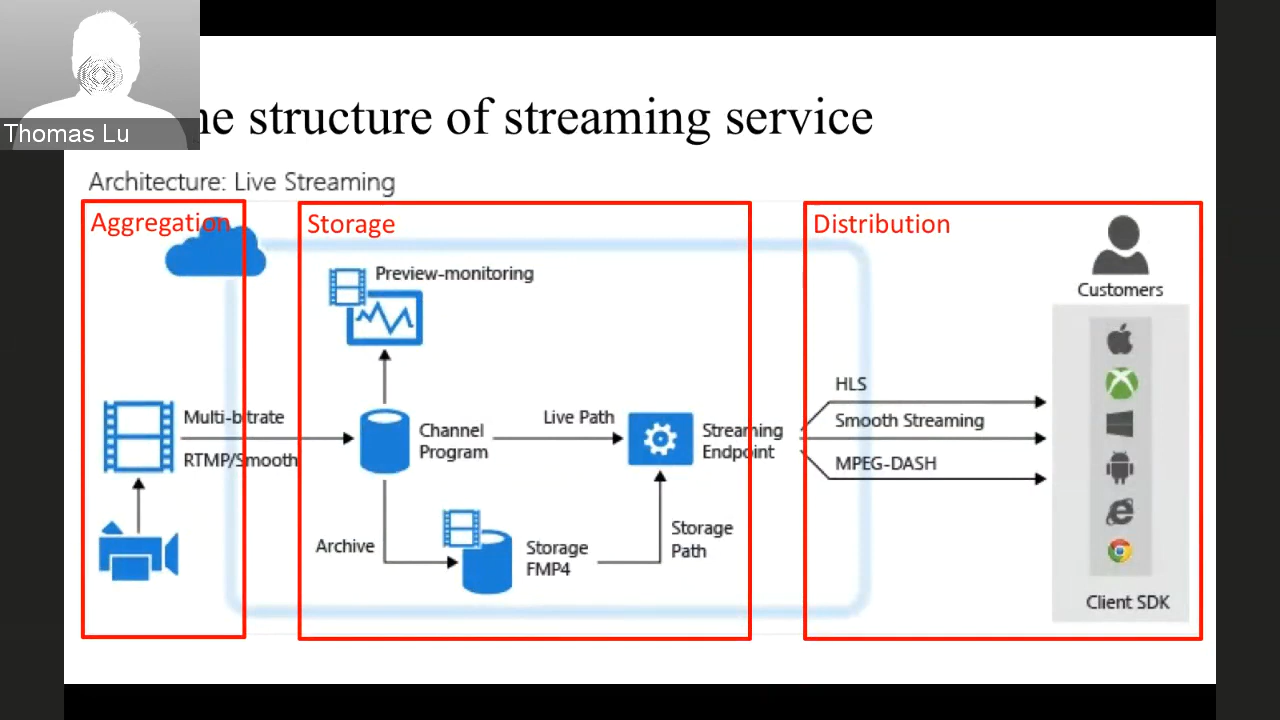 Thomas Lu
he structure of streaming service
Architecture: Live Streaming
Aggregation
Storage
Distribution
Preview-monitoring
Customers
Multi-bitrate
RTMP/Smooth
Channel
Program
Live Path
Streaming
Endpoint
HLS
Smooth Streaming
MPEG-DASH
Archive
Storage
FMP4
Storage
Path
Client SDK